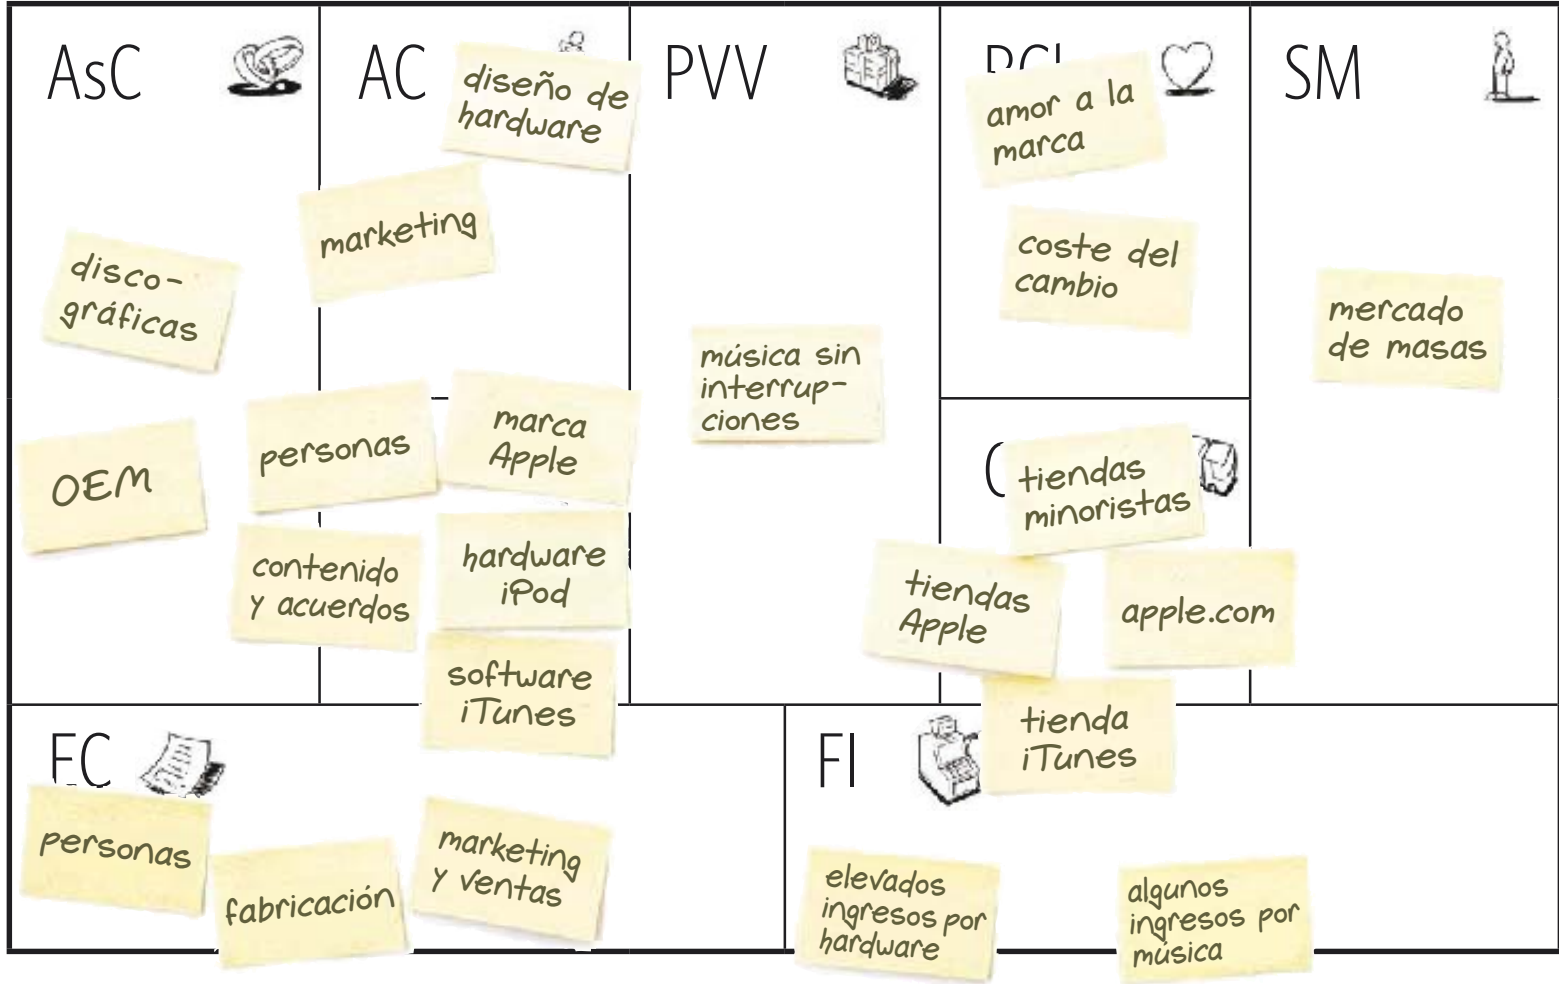 AsC
disco-
gráficas
OEM
AC
diseño de
hardware
marketing
personas
marca
Apple
contenido
y acuerdos
hardware
iPod
software
iTunes
PVV
música sin
interrup-
ciones
amor a la
marca
coste del
cambio
C
tiendas
minoristas
tiendas
Apple
apple.com
tienda
iTunes
SM
mercado
de masas
EC
personas
fabricación
marketing
y ventas
FI
elevados
ingresos por
hardware
algunos
ingresos por
música